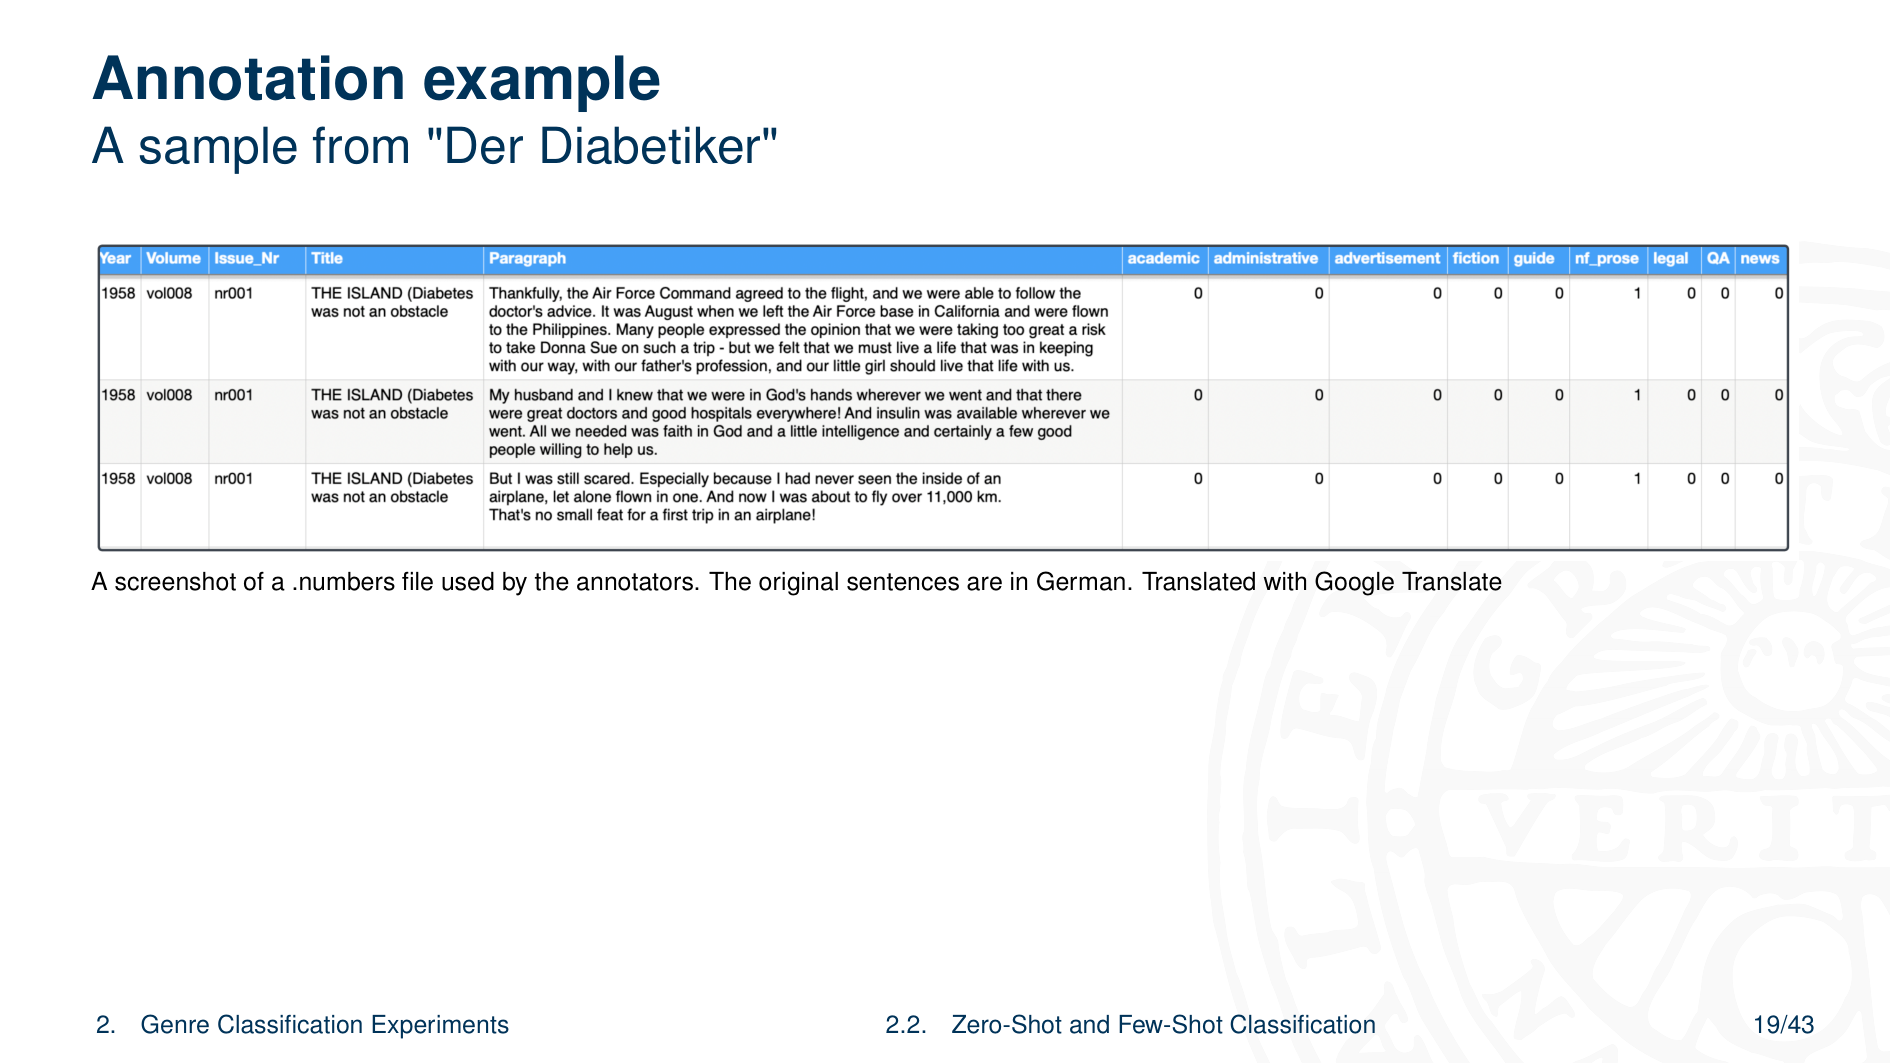 Annotation example
A sample from "Der Diabetiker"
Year Volume Issue_Nr Title Paragraph academic administrative advertisement fiction guide nf_prose legal QA news
1958 vol008 nr001 THE ISLAND (Diabetes Thankfully, the Air Force Command agreed to the flight, and we were able to follow the 0 0 0 0 0 1 0 0 0
was not an obstacle doctor's advice. It was August when we left the Air Force base in California and were flown
to the Philippines. Many people expressed the opinion that we were taking too great a risk
to take Donna Sue on such a trip - but we felt that we must live a life that was in keeping
with our way, with our father's profession, and our little girl should live that life with us.
1958 vol008 nr001 THE ISLAND (Diabetes My husband and I knew that we were in God's hands wherever we went and that there 0 0 0 0 0 1 0 0 0
was not an obstacle were great doctors and good hospitals everywhere! And insulin was available wherever we
went. All we needed was faith in God and a little intelligence and certainly a few good
people willing to help us.
1958 vol008 nr001 THE ISLAND (Diabetes But I was still scared. Especially because I had never seen the inside of an 0 0 0 0 0 1 0 0 0
was not an obstacle airplane, let alone flown in one. And now I was about to fly over 11,000 km.
That's no small feat for a first trip in an airplane!
A screenshot of a .numbers file used by the annotators. The original sentences are in German. Translated with Google Translate
VERIT
2. Genre Classification Experiments 2.2. Zero-Shot and Few-Shot Classification 19/43